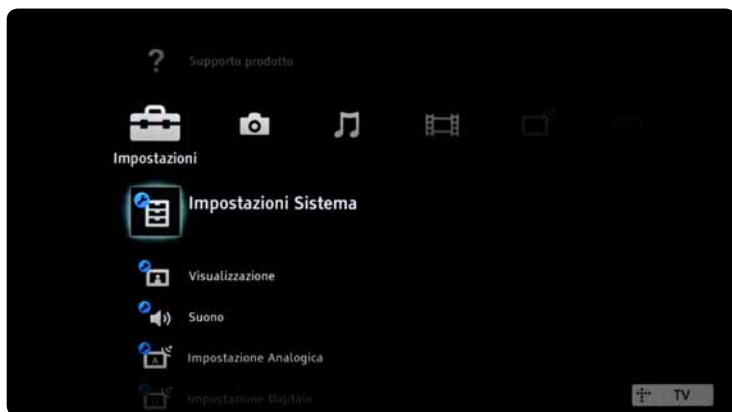 ? Supporto prodotto
Impostazioni
Impostazioni Sistema
Visualizzazione
Suono
A Impostazione Analogica
Impostazione Digitale
TV